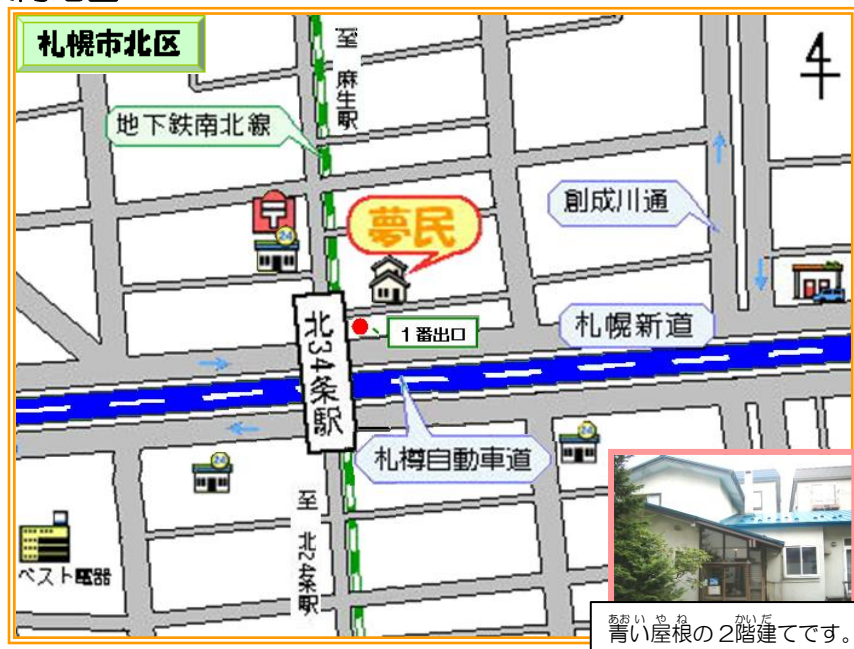 札幌市北区
至 麻生駅
地下鉄南北線
創成川通
夢民
24
1番出口
札幌新道
北34条駅
札樽自動車道
24
24
至 北24条駅
ベスト電器
青い屋根の2階建てです。
あお
い
や
ね
かい
だ